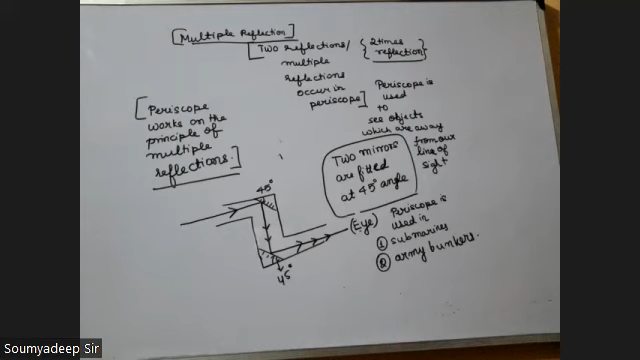 [Multiple Reflection]
[Two reflections/
multiple
reflections
occur in
periscope]
{2 times
reflection}
[Periscope
works on the
principle of
multiple
reflections.]
Periscope is
used
to
see objects
which are away
from our
line of
sight
Two mirrors
are fitted
at 45° angle
45°
(Eye)
45°
Periscope is
used in
① submarines
② army bunkers.
Soumyadeep Sir